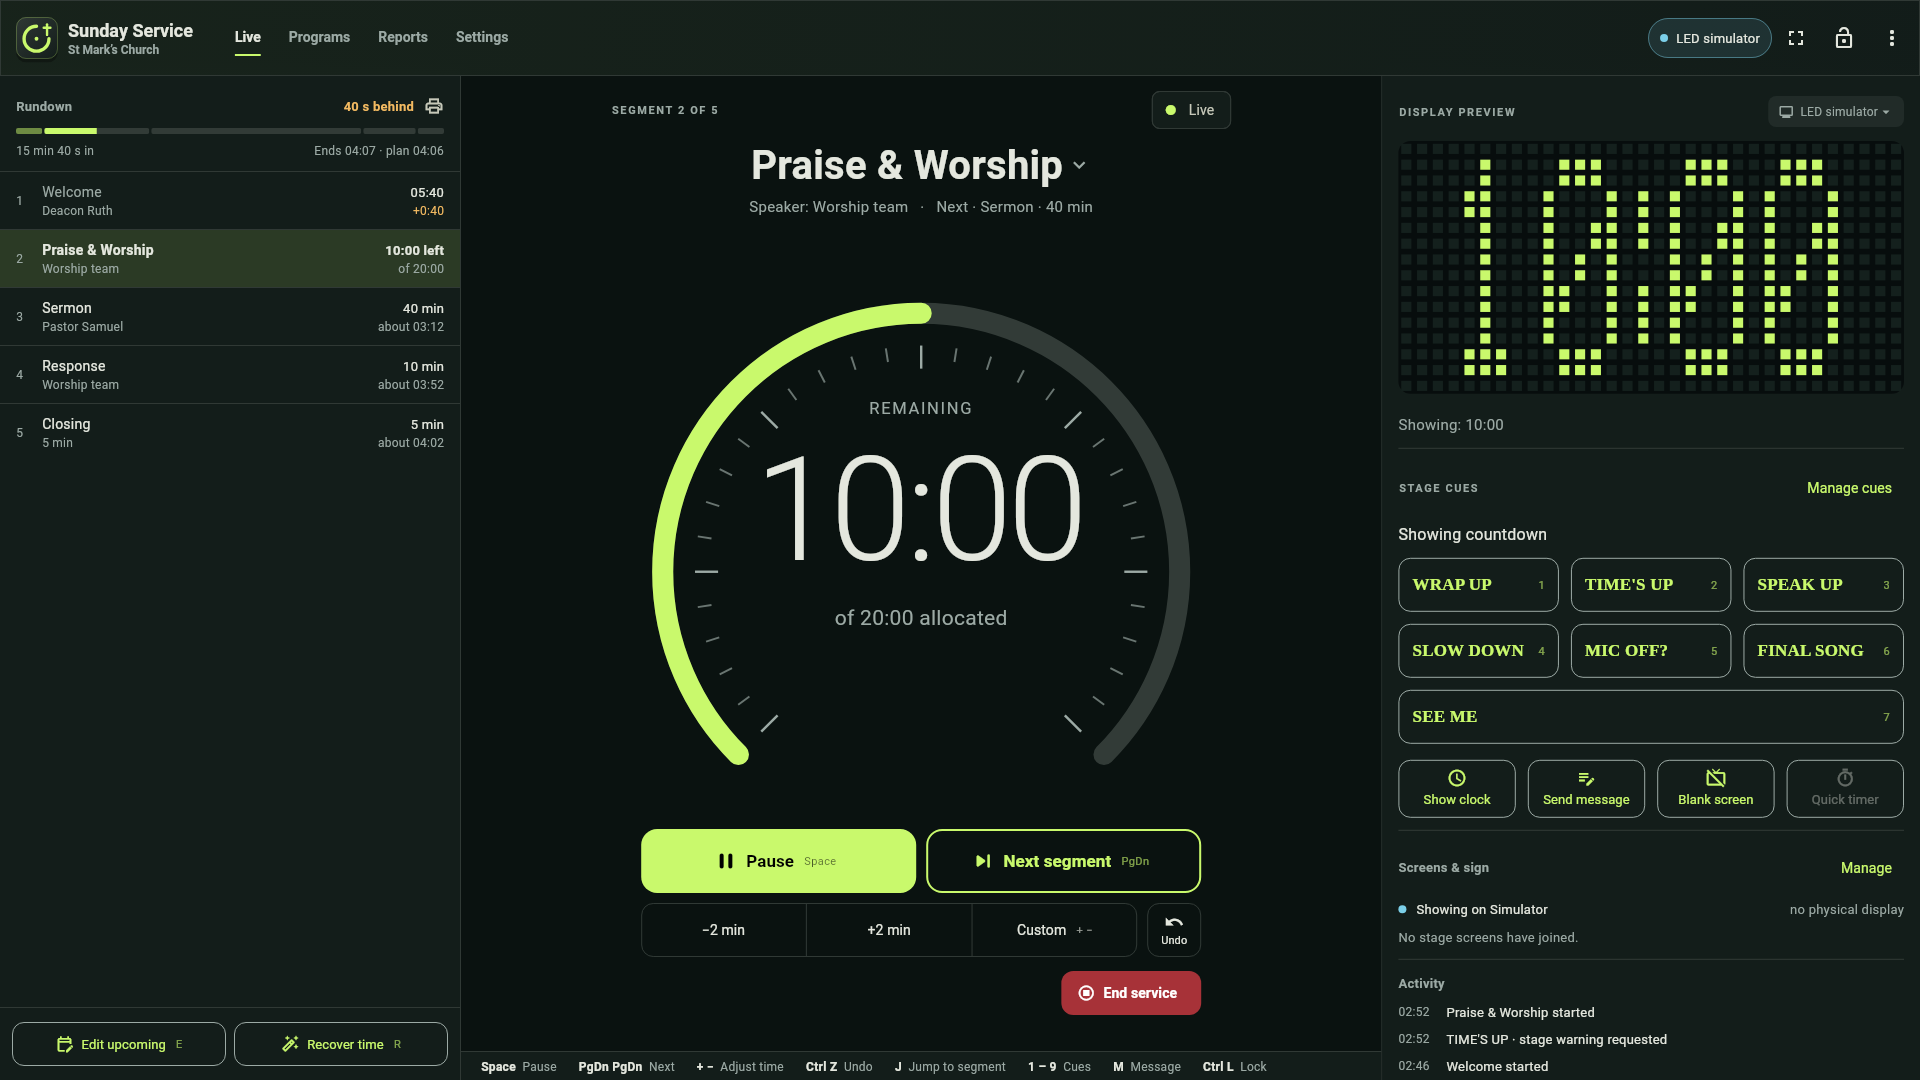 Sunday Service
St Mark's Church
Live
Programs
Reports
Settings
LED simulator
Rundown
40 s behind
15 min 40 s in
Ends 04:07 · plan 04:06
1
Welcome
05:40
Deacon Ruth
+0:40
2
Praise & Worship
10:00 left
Worship team
of 20:00
3
Sermon
40 min
Pastor Samuel
about 03:12
4
Response
10 min
Worship team
about 03:52
5
Closing
5 min
5 min
about 04:02
Edit upcoming E
Recover time R
SEGMENT 2 OF 5
Live
Praise & Worship
Speaker: Worship team · Next · Sermon · 40 min
REMAINING
10:00
of 20:00 allocated
Pause Space
Next segment PgDn
−2 min
+2 min
Custom + −
Undo
End service
Space Pause PgDn PgDn Next + − Adjust time Ctrl Z Undo J Jump to segment 1 – 9 Cues M Message Ctrl L Lock
DISPLAY PREVIEW
LED simulator
10:00
Showing: 10:00
STAGE CUES
Manage cues
Showing countdown
WRAP UP 1
TIME'S UP 2
SPEAK UP 3
SLOW DOWN 4
MIC OFF? 5
FINAL SONG 6
SEE ME 7
Show clock
Send message
Blank screen
Quick timer
Screens & sign
Manage
Showing on Simulator
no physical display
No stage screens have joined.
Activity
02:52 Praise & Worship started
02:52 TIME'S UP · stage warning requested
02:46 Welcome started